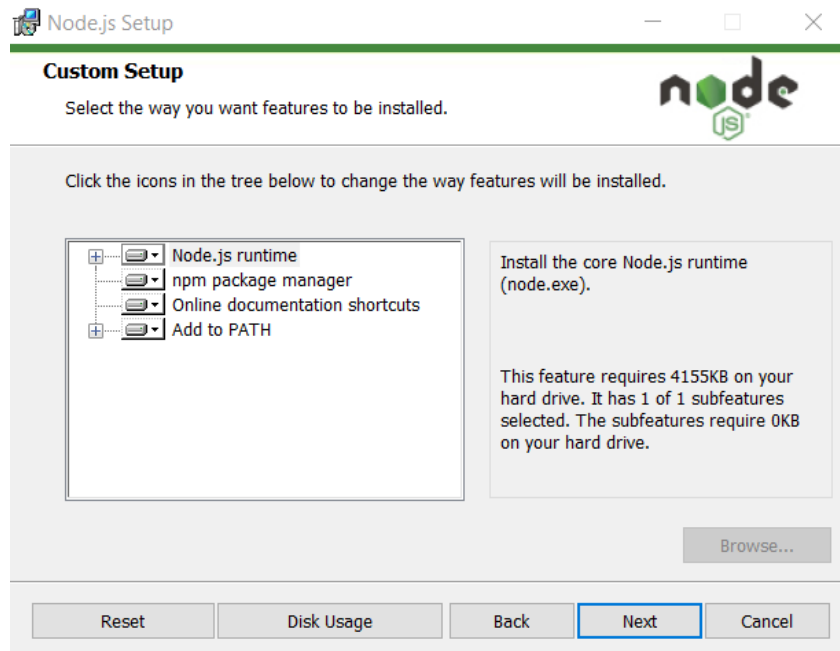 Node.js Setup
Custom Setup
Select the way you want features to be installed.
node
JS
Click the icons in the tree below to change the way features will be installed.
Node.js runtime
npm package manager
Online documentation shortcuts
Add to PATH
Install the core Node.js runtime
(node.exe).
This feature requires 4155KB on your
hard drive. It has 1 of 1 subfeatures
selected. The subfeatures require 0KB
on your hard drive.
Browse...
Reset
Disk Usage
Back
Next
Cancel